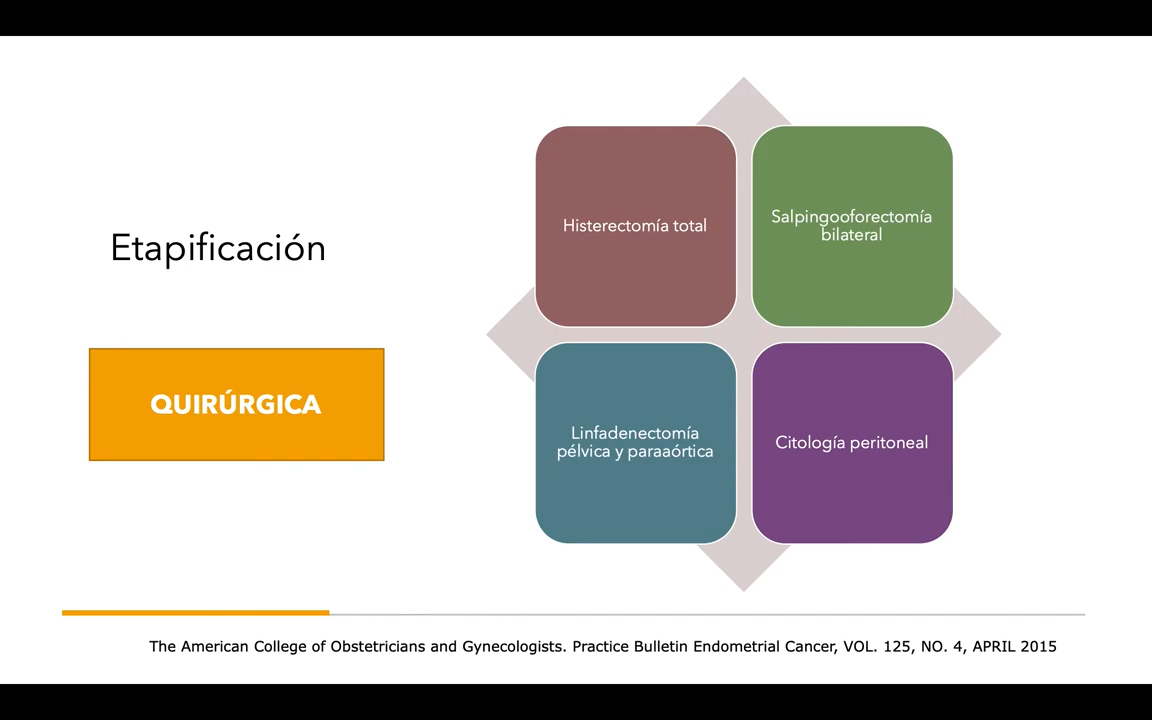 Etapificación
QUIRÚRGICA
Histerectomía total
Salpingooforectomía
bilateral
Linfadenectomía
pélvica y paraaórtica
Citología peritoneal
The American College of Obstetricians and Gynecologists. Practice Bulletin Endometrial Cancer, VOL. 125, NO. 4, APRIL 2015